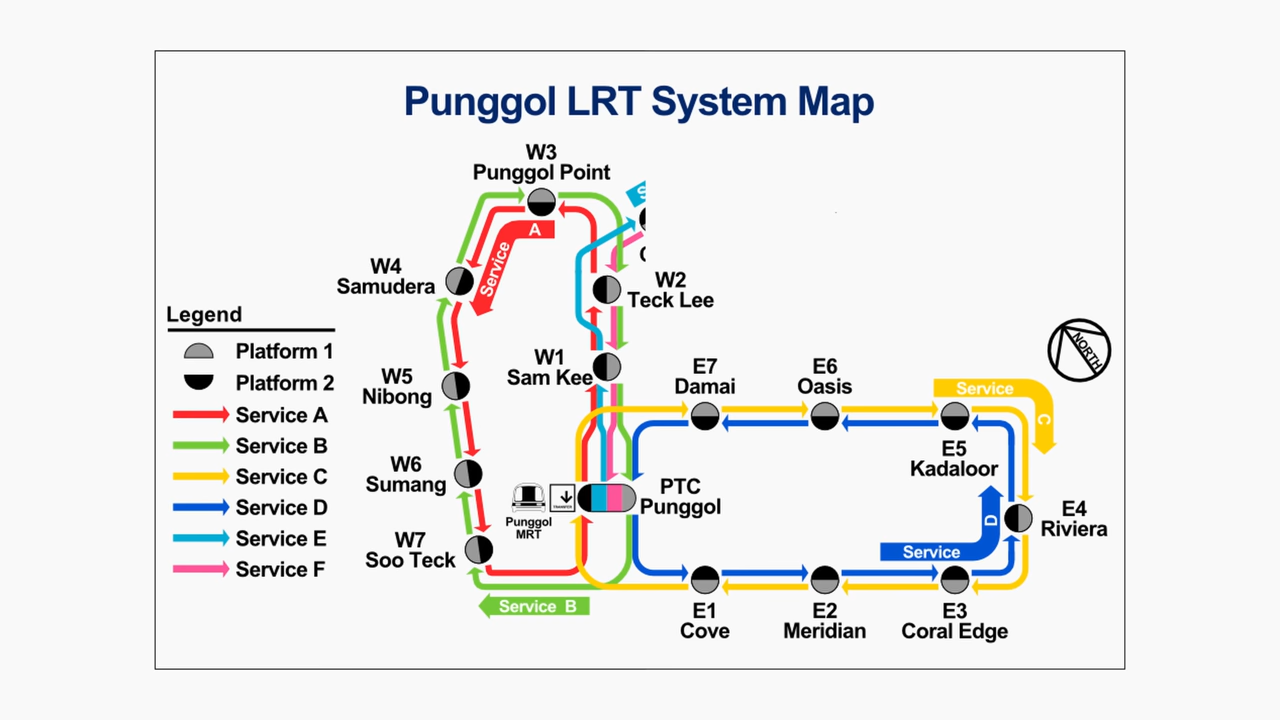 Punggol LRT System Map
W3
Punggol Point
A
Service
W4
Samudera
W2
Teck Lee
Legend
Platform 1
Platform 2
Service A
Service B
Service C
Service D
Service E
Service F
NORTH
W1
Sam Kee
W5
Nibong
E7
Damai
E6
Oasis
Service
C
E5
Kadaloor
W6
Sumang
PTC
Punggol
TRANSFER
Punggol
MRT
D
Service
E4
Riviera
W7
Soo Teck
Service B
E1
Cove
E2
Meridian
E3
Coral Edge